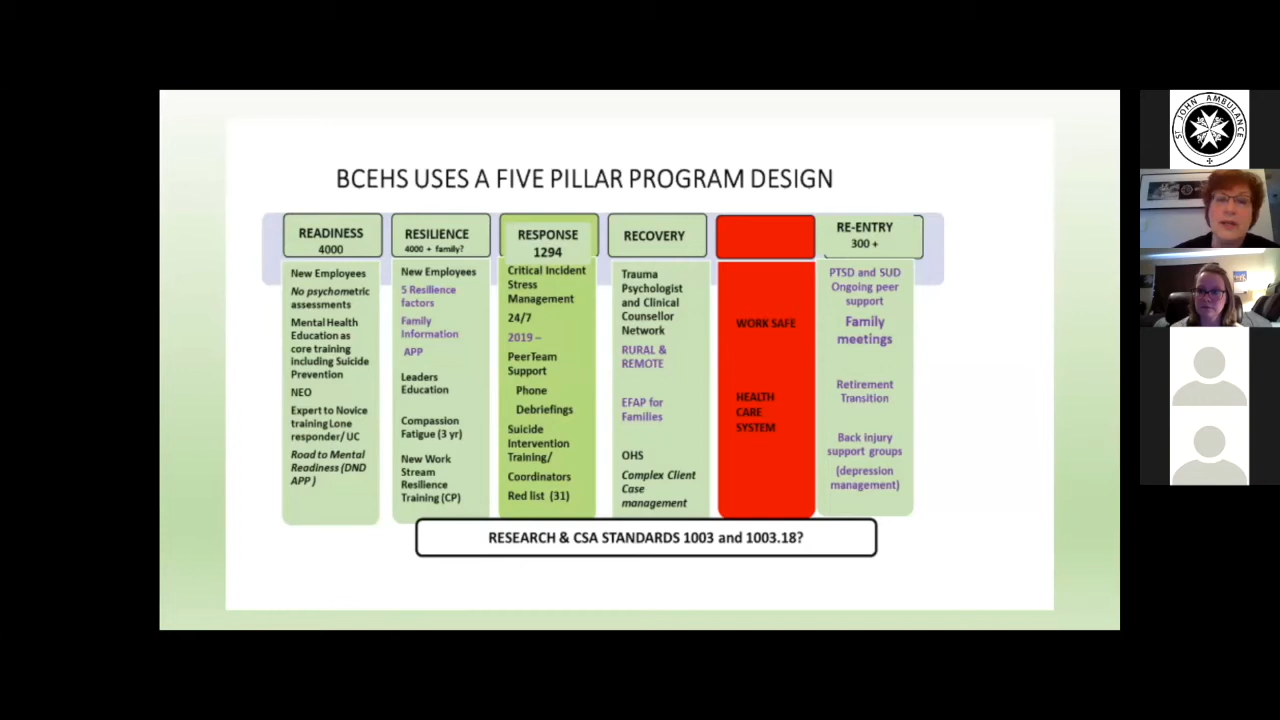 BCEHS USES A FIVE PILLAR PROGRAM DESIGN
READINESS
4000
New Employees
No psychometric
assessments
Mental Health
Education as
core training
including Suicide
Prevention
NEO
Expert to Novice
training Lone
responder/ UC
Road to Mental
Readiness (DND
APP )
RESILIENCE
4000 + family?
New Employees
5 Resilience
factors
Family
Information
APP
Leaders
Education
Compassion
Fatigue (3 yr)
New Work
Stream
Resilience
Training (CP)
RESPONSE
1294
Critical Incident
Stress
Management
24/7
2019 –
PeerTeam
Support
Phone
Debriefings
Suicide
Intervention
Training/
Coordinators
Red list (31)
RECOVERY
Trauma
Psychologist
and Clinical
Counsellor
Network
RURAL &
REMOTE
EFAP for
Families
OHS
Complex Client
Case
management
WORK SAFE
HEALTH
CARE
SYSTEM
RE-ENTRY
300 +
PTSD and SUD
Ongoing peer
support
Family
meetings
Retirement
Transition
Back injury
support groups
(depression
management)
RESEARCH & CSA STANDARDS 1003 and 1003.18?
ST JOHN AMBULANCE